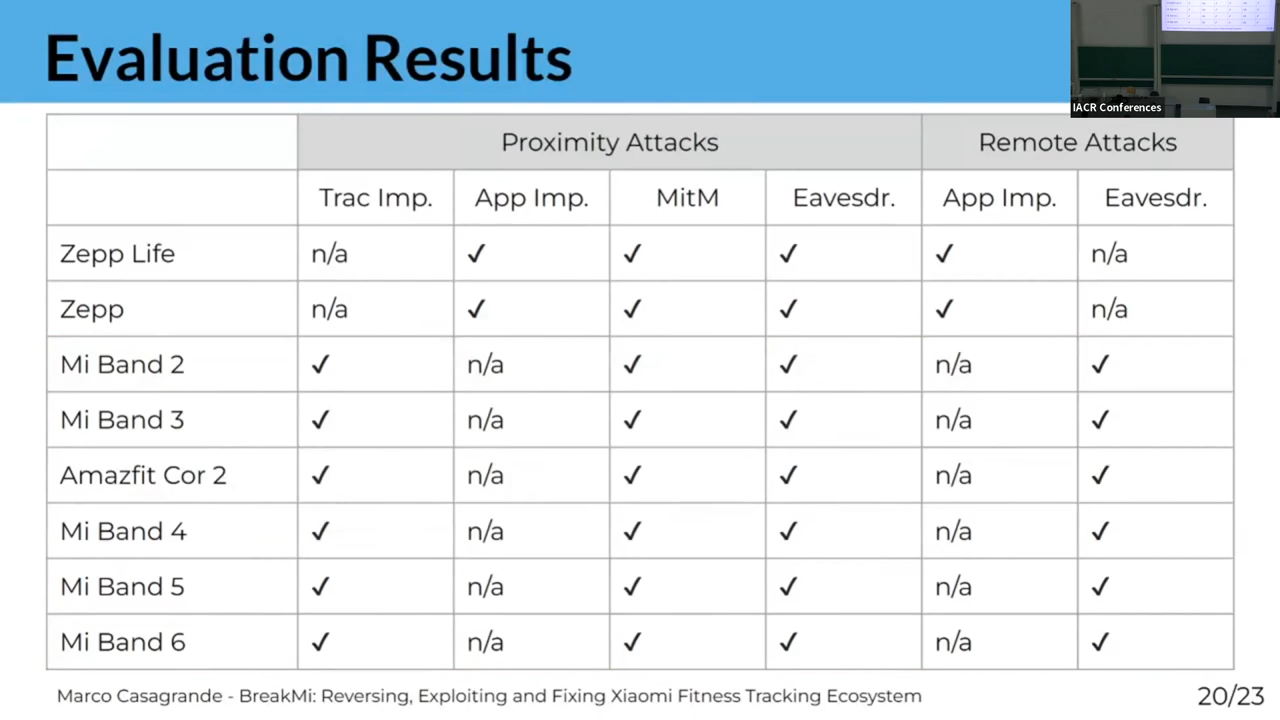 Evaluation Results
IACR Conferences
Proximity Attacks Remote Attacks
Trac Imp. App Imp. MitM Eavesdr. App Imp. Eavesdr.
Zepp Life n/a ✓ ✓ ✓ ✓ n/a
Zepp n/a ✓ ✓ ✓ ✓ n/a
Mi Band 2 ✓ n/a ✓ ✓ n/a ✓
Mi Band 3 ✓ n/a ✓ ✓ n/a ✓
Amazfit Cor 2 ✓ n/a ✓ ✓ n/a ✓
Mi Band 4 ✓ n/a ✓ ✓ n/a ✓
Mi Band 5 ✓ n/a ✓ ✓ n/a ✓
Mi Band 6 ✓ n/a ✓ ✓ n/a ✓
Marco Casagrande - BreakMi: Reversing, Exploiting and Fixing Xiaomi Fitness Tracking Ecosystem 20/23